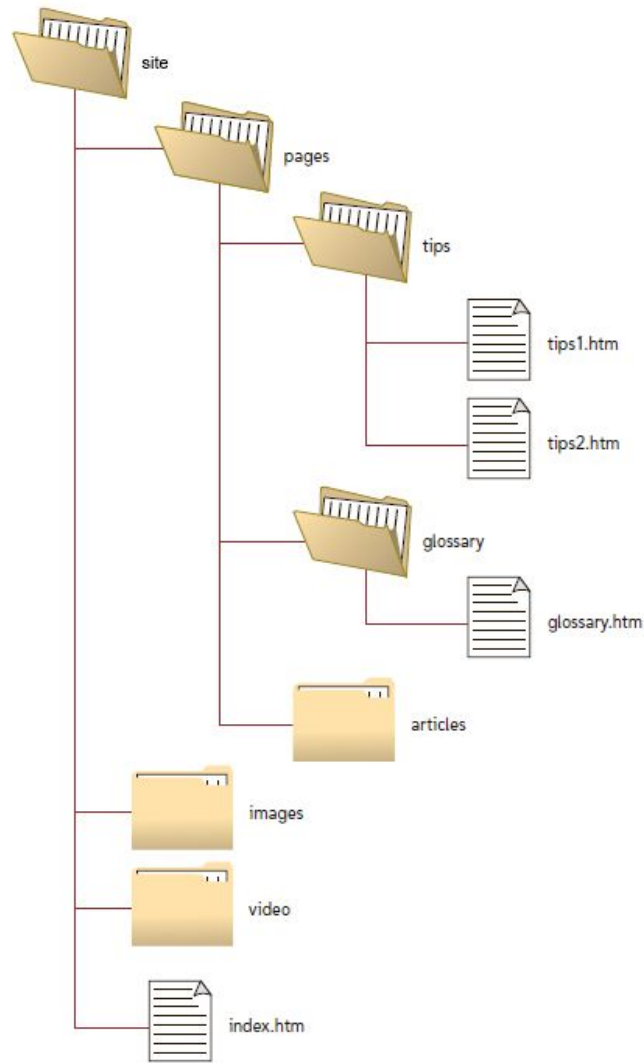 site
pages
tips
tips1.htm
tips2.htm
glossary
glossary.htm
articles
images
video
index.htm